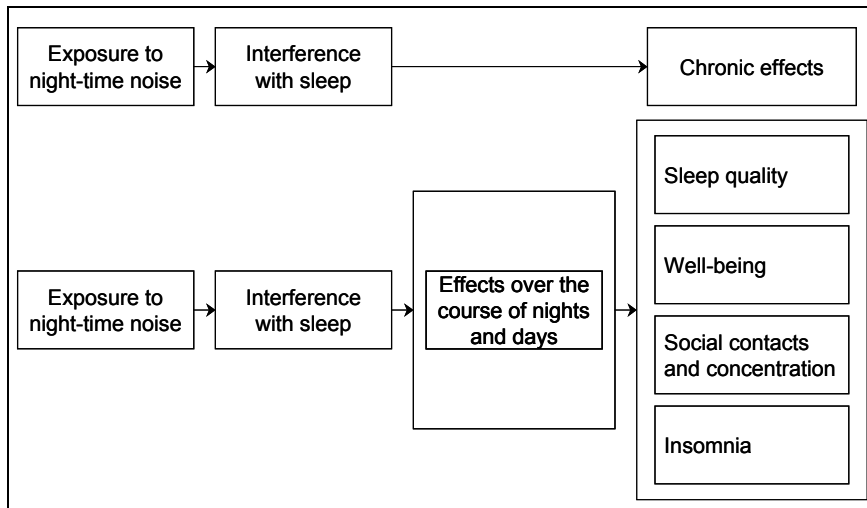 Exposure to
night-time noise
Interference
with sleep
Chronic effects
Exposure to
night-time noise
Interference
with sleep
Effects over the
course of nights
and days
Sleep quality
Well-being
Social contacts
and concentration
Insomnia